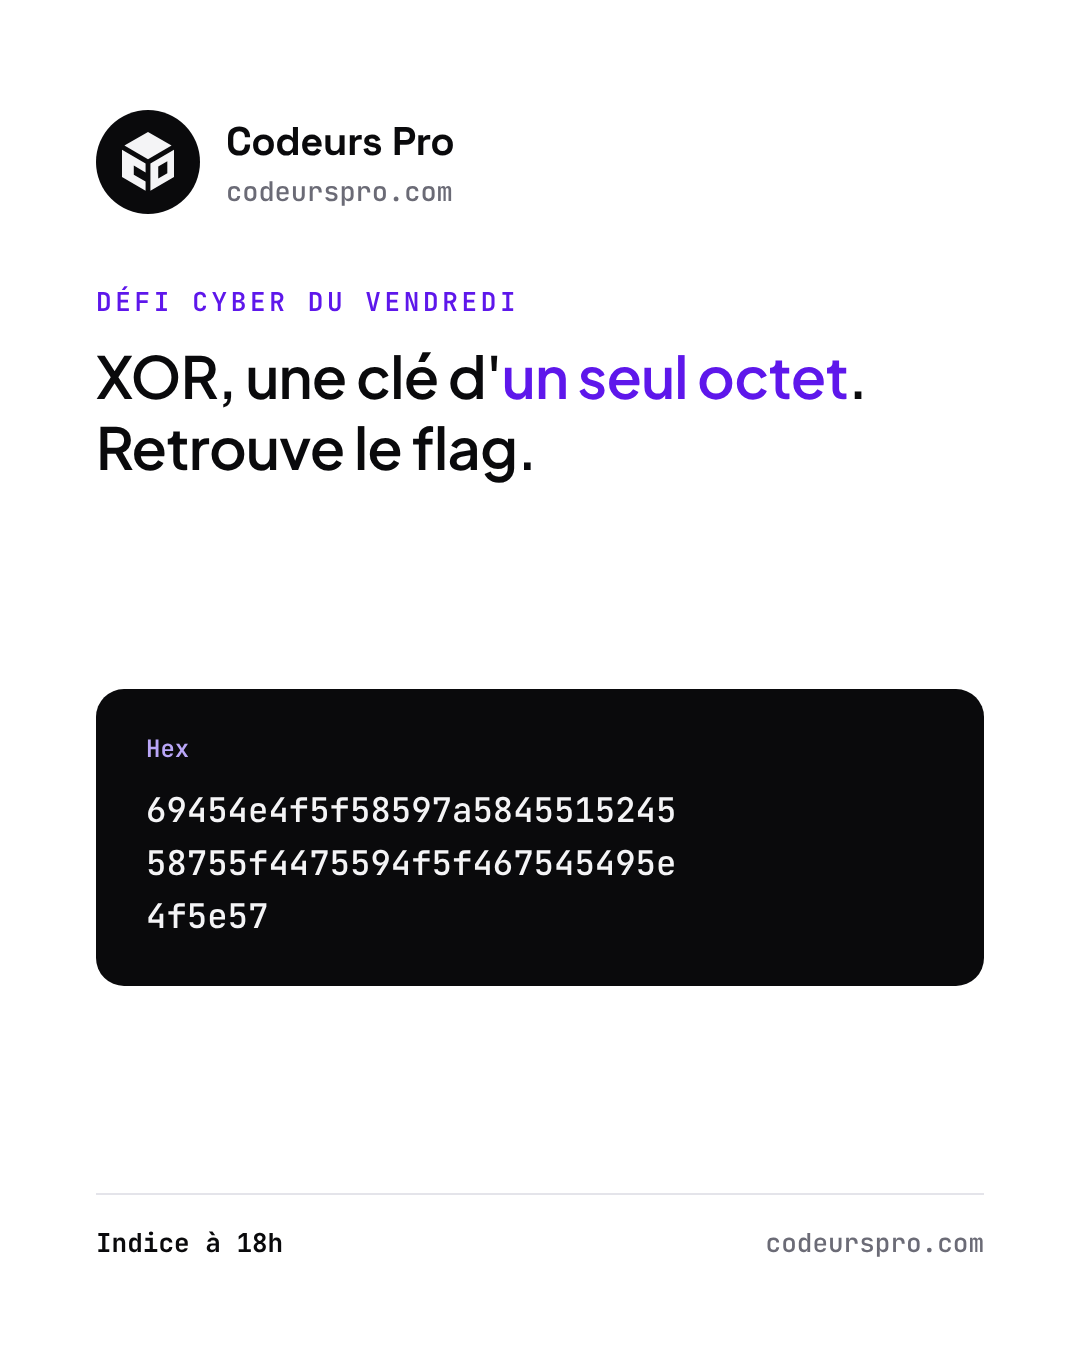 Codeurs Pro
codeurspro.com
DÉFI CYBER DU VENDREDI
XOR, une clé d'un seul octet.
Retrouve le flag.
Hex
69454e4f5f58597a5845515245
58755f4475594f5f467545495e
4f5e57
Indice à 18h
codeurspro.com